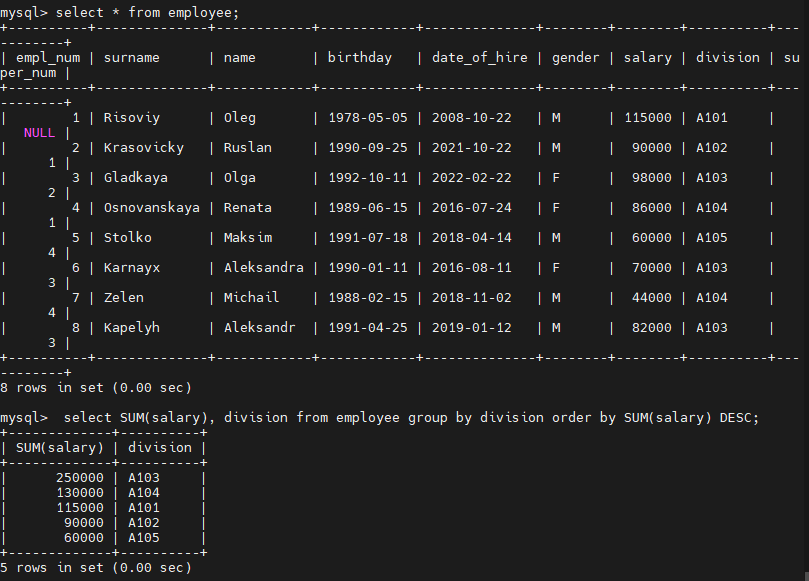 mysql> select * from employee;
+----------+--------------+------------+------------+--------------+--------+--------+----------+---
--------+
| empl_num | surname      | name       | birthday   | date_of_hire | gender | salary | division | su
per_num |
+----------+--------------+------------+------------+--------------+--------+--------+----------+---
--------+
|        1 | Risoviy      | Oleg       | 1978-05-05 | 2008-10-22   | M      | 115000 | A101     |
   NULL |
|        2 | Krasovicky   | Ruslan     | 1990-09-25 | 2021-10-22   | M      |  90000 | A102     |
      1 |
|        3 | Gladkaya     | Olga       | 1992-10-11 | 2022-02-22   | F      |  98000 | A103     |
      2 |
|        4 | Osnovanskaya | Renata     | 1989-06-15 | 2016-07-24   | F      |  86000 | A104     |
      1 |
|        5 | Stolko       | Maksim     | 1991-07-18 | 2018-04-14   | M      |  60000 | A105     |
      4 |
|        6 | Karnayx      | Aleksandra | 1990-01-11 | 2016-08-11   | F      |  70000 | A103     |
      3 |
|        7 | Zelen        | Michail    | 1988-02-15 | 2018-11-02   | M      |  44000 | A104     |
      4 |
|        8 | Kapelyh      | Aleksandr  | 1991-04-25 | 2019-01-12   | M      |  82000 | A103     |
      3 |
+----------+--------------+------------+------------+--------------+--------+--------+----------+---
--------+
8 rows in set (0.00 sec)

mysql>  select SUM(salary), division from employee group by division order by SUM(salary) DESC;
+-------------+----------+
| SUM(salary) | division |
+-------------+----------+
|      250000 | A103     |
|      130000 | A104     |
|      115000 | A101     |
|       90000 | A102     |
|       60000 | A105     |
+-------------+----------+
5 rows in set (0.00 sec)